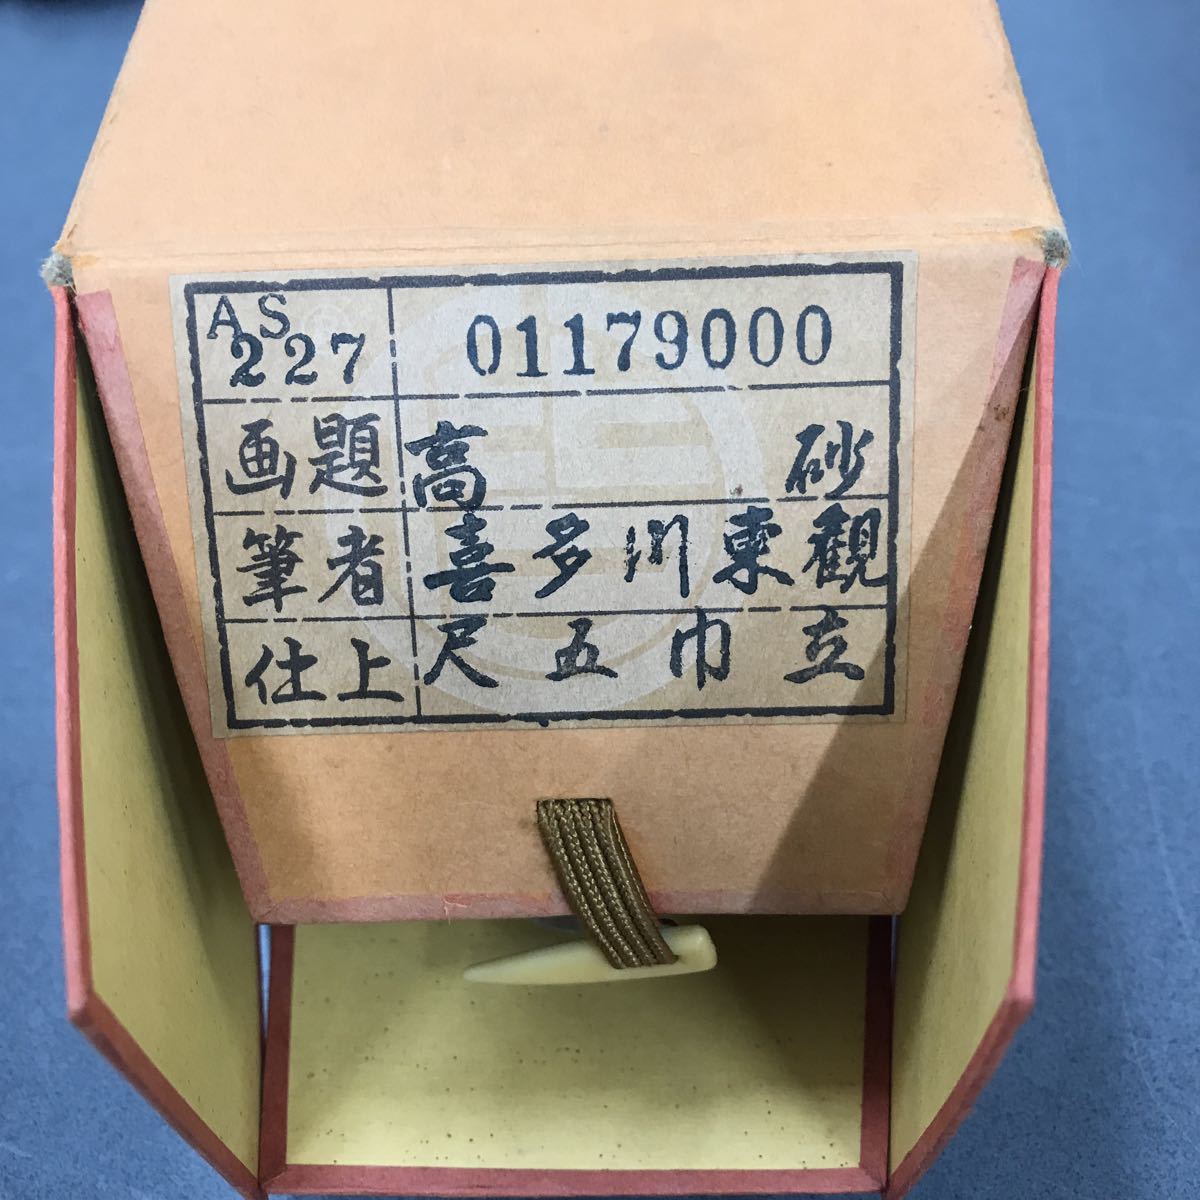 AS 227 01179000
画題 高砂
筆者 喜多川東観
仕上 尺五巾立